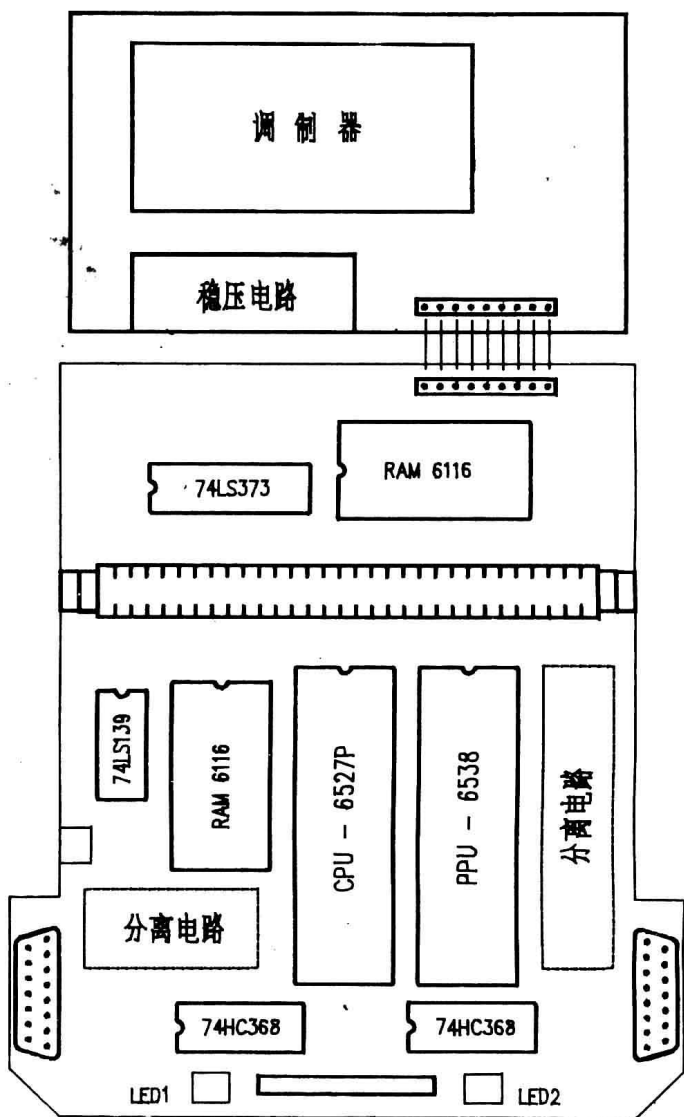 调制器
稳压电路
RAM 6116
74LS373
74LS139
RAM 6116
CPU - 6527P
PPU - 6538
分离电路
分离电路
74HC368
74HC368
LED1
LED2